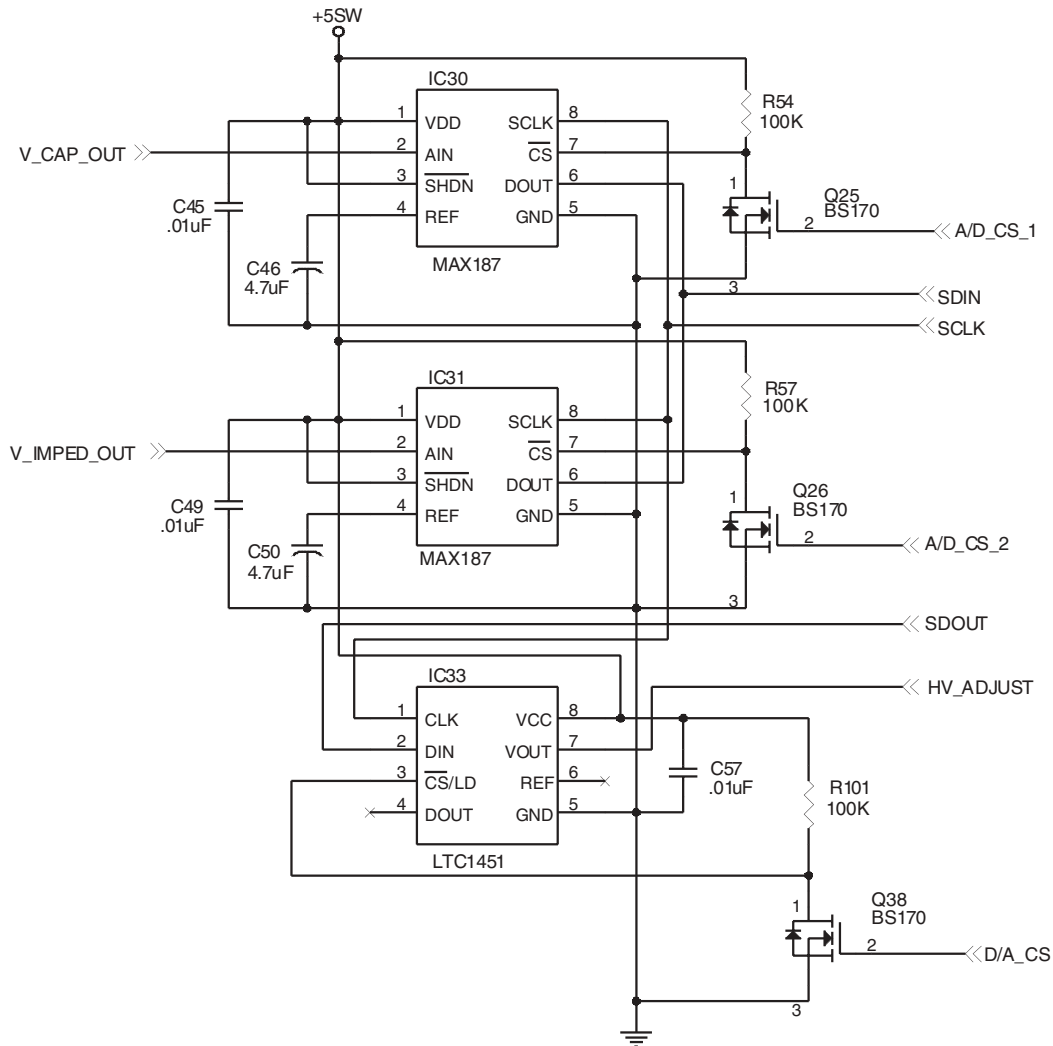 +5SW
IC30
1 VDD SCLK 8
2 AIN CS 7
3 SHDN DOUT 6
4 REF GND 5
MAX187
V_CAP_OUT
C45
.01uF
C46
4.7uF
R54
100K
1
Q25
BS170
2
3
A/D_CS_1
SDIN
SCLK
IC31
1 VDD SCLK 8
2 AIN CS 7
3 SHDN DOUT 6
4 REF GND 5
MAX187
V_IMPED_OUT
C49
.01uF
C50
4.7uF
R57
100K
1
Q26
BS170
2
3
A/D_CS_2
SDOUT
HV_ADJUST
IC33
1 CLK VCC 8
2 DIN VOUT 7
3 CS/LD REF 6
4 DOUT GND 5
LTC1451
C57
.01uF
R101
100K
1
Q38
BS170
2
3
D/A_CS